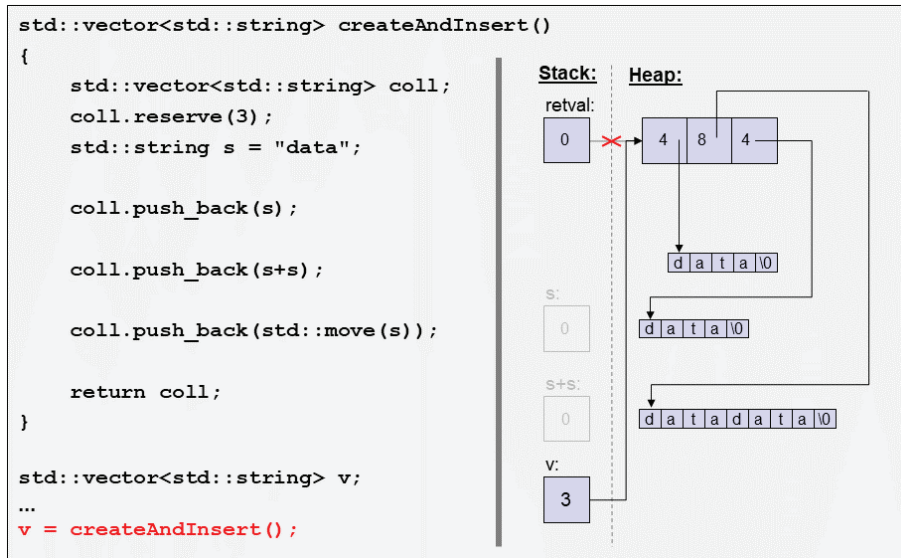 std::vector<std::string> createAndInsert()
{
std::vector<std::string> coll;
coll.reserve(3);
std::string s = "data";
coll.push_back(s);
coll.push_back(s+s);
coll.push_back(std::move(s));
return coll;
}
std::vector<std::string> v;
...
v = createAndInsert();
Stack: Heap:
retval:
0 4 8 4
d a t a \0
s:
0 d a t a \0
s+s:
0 d a t a d a t a \0
v:
3